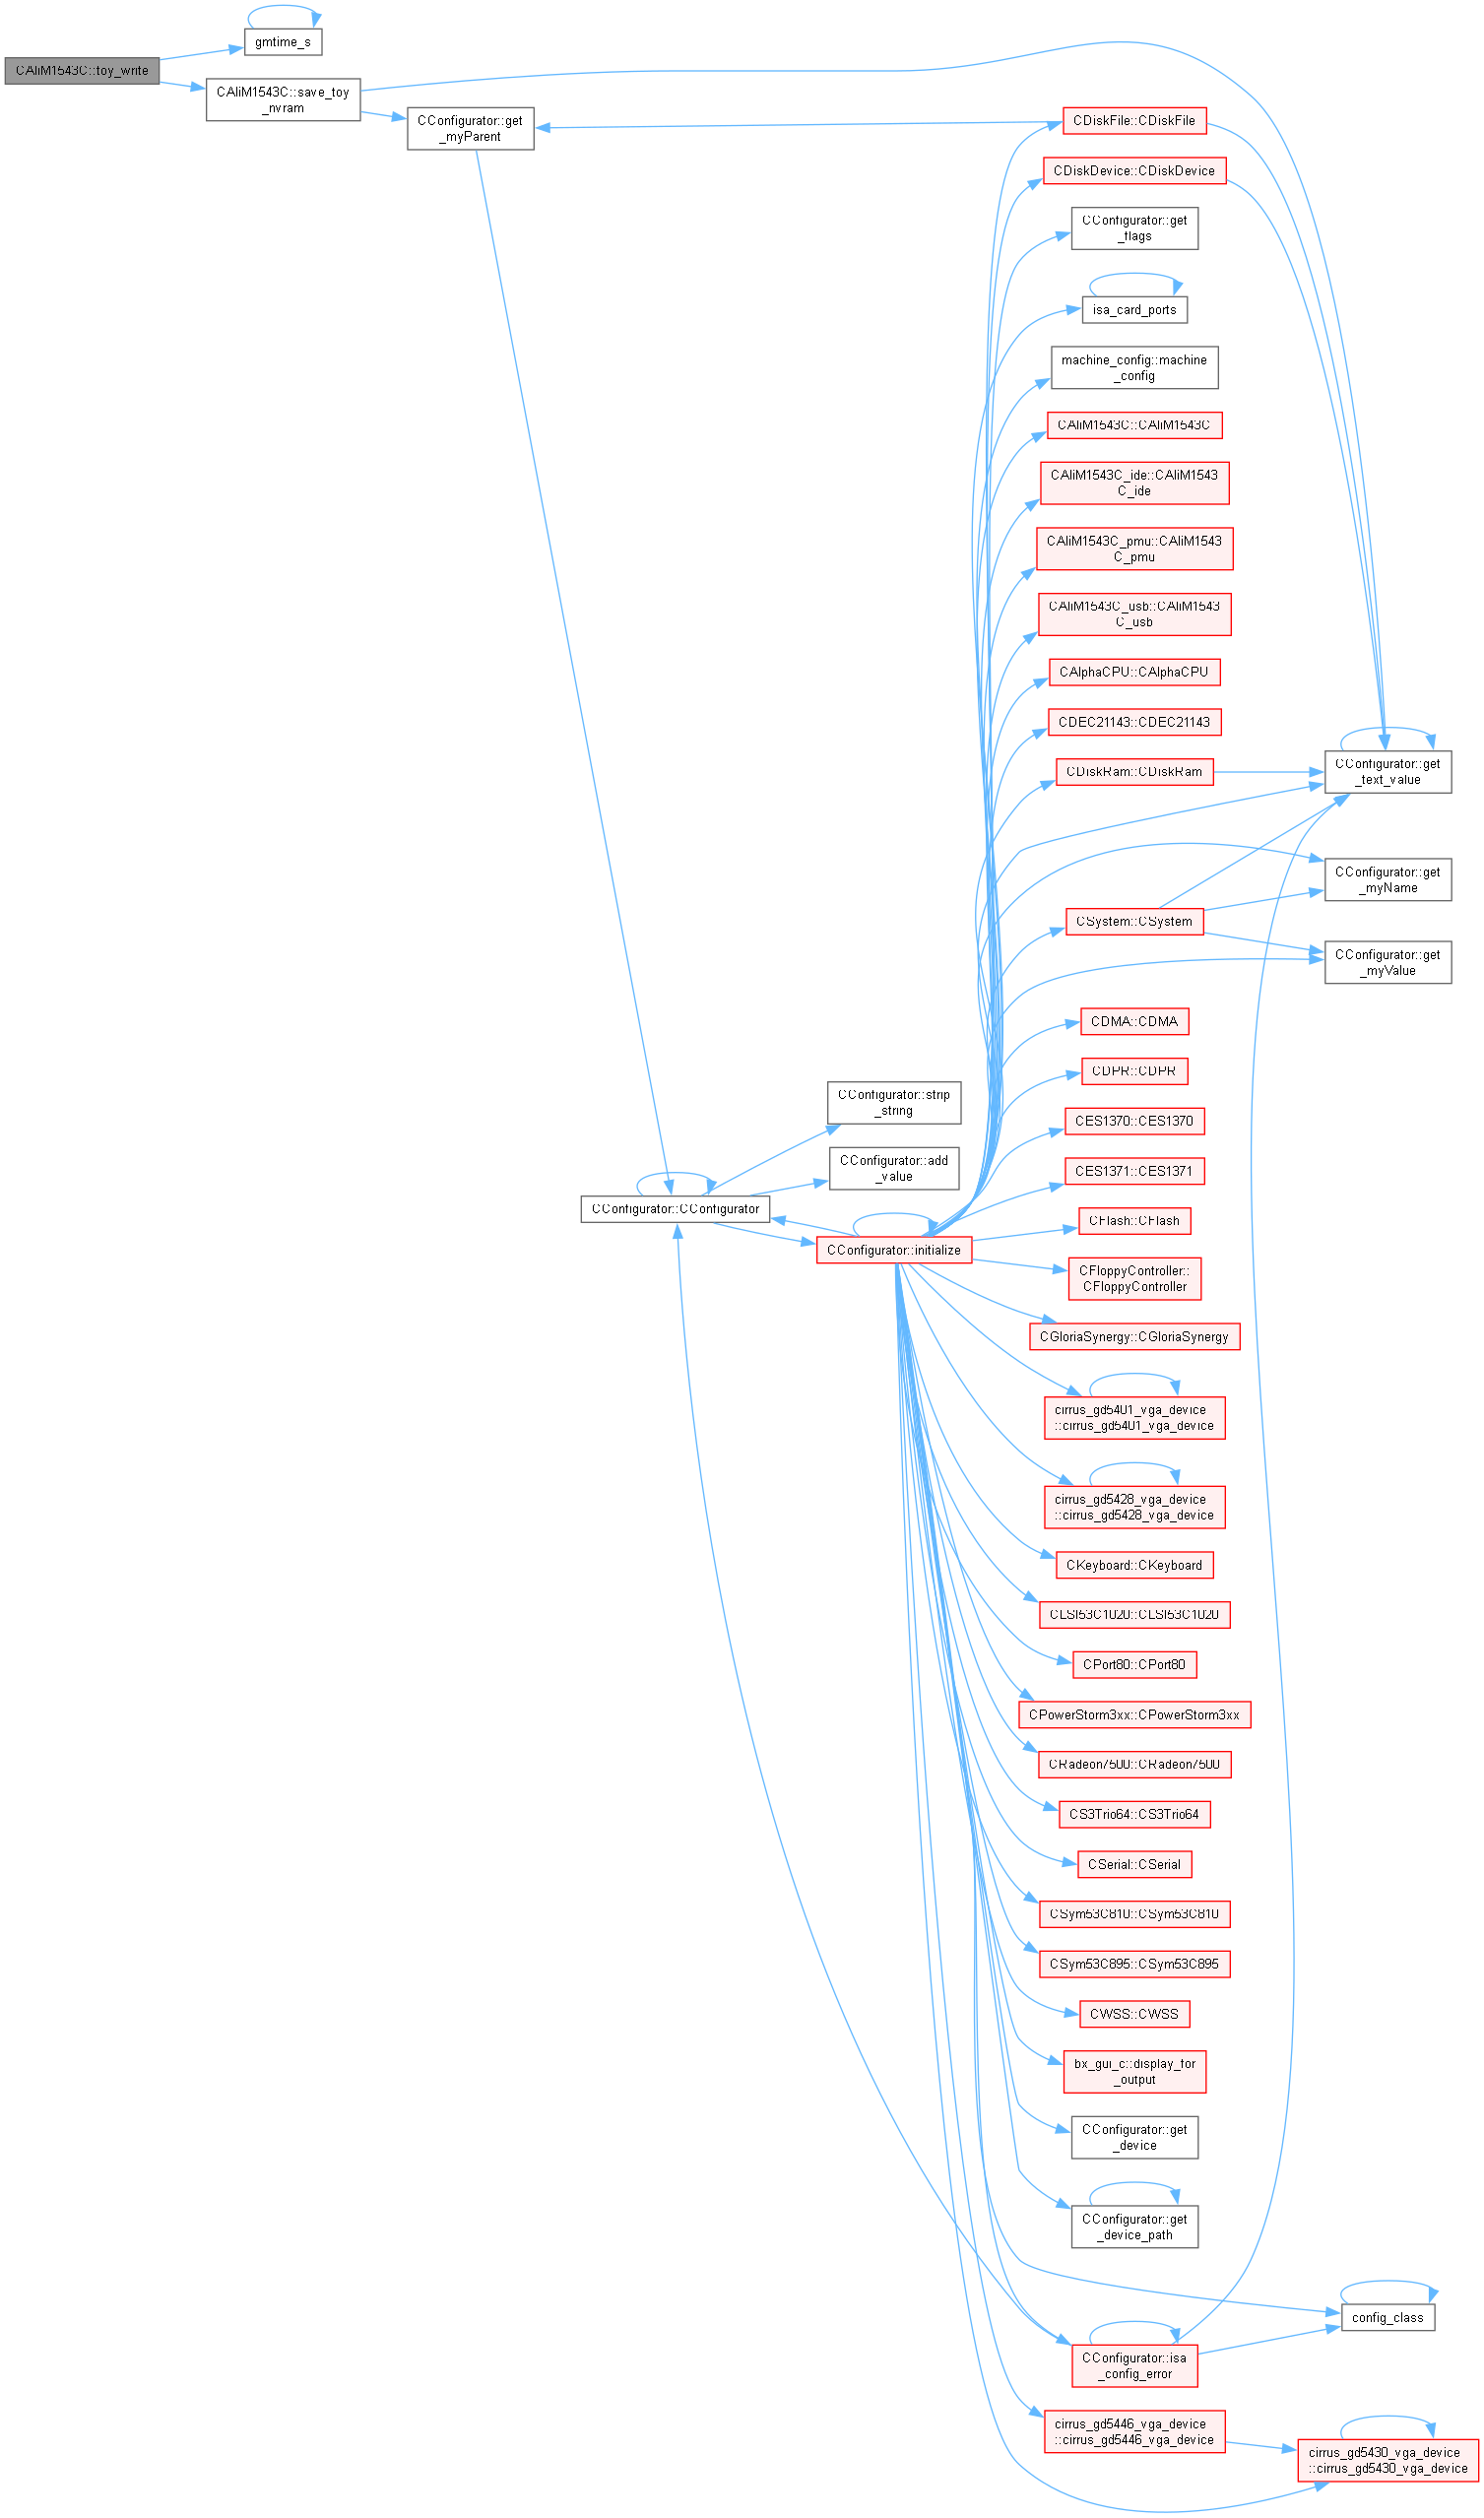 gmtime_s
CAliM1543C::toy_write
CAliM1543C::save_toy
_nvram
CConfigurator::get
_myParent
CDiskFile::CDiskFile
CDiskDevice::CDiskDevice
CConfigurator::get
_flags
isa_card_ports
machine_config::machine
_config
CAliM1543C::CAliM1543C
CAliM1543C_ide::CAliM1543
C_ide
CAliM1543C_pmu::CAliM1543
C_pmu
CAliM1543C_usb::CAliM1543
C_usb
CAlphaCPU::CAlphaCPU
CDEC21143::CDEC21143
CDiskRam::CDiskRam
CConfigurator::get
_text_value
CConfigurator::get
_myName
CSystem::CSystem
CConfigurator::get
_myValue
CDMA::CDMA
CDPR::CDPR
CConfigurator::strip
_string
CES1370::CES1370
CConfigurator::add
_value
CES1371::CES1371
CConfigurator::CConfigurator
CFlash::CFlash
CConfigurator::initialize
CFloppyController::
CFloppyController
CGloriaSynergy::CGloriaSynergy
cirrus_gd5401_vga_device
::cirrus_gd5401_vga_device
cirrus_gd5428_vga_device
::cirrus_gd5428_vga_device
CKeyboard::CKeyboard
CLSI53C1020::CLSI53C1020
CPort80::CPort80
CPowerStorm3xx::CPowerStorm3xx
CRadeon7500::CRadeon7500
CS3Trio64::CS3Trio64
CSerial::CSerial
CSym53C810::CSym53C810
CSym53C895::CSym53C895
CWSS::CWSS
bx_gui_c::display_for
_output
CConfigurator::get
_device
CConfigurator::get
_device_path
config_class
CConfigurator::isa
_config_error
cirrus_gd5446_vga_device
::cirrus_gd5446_vga_device
cirrus_gd5430_vga_device
::cirrus_gd5430_vga_device